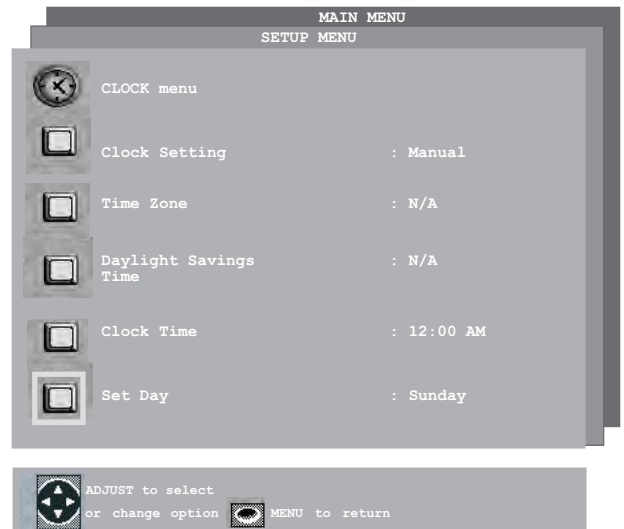 MAIN MENU
SETUP MENU
CLOCK menu
Clock Setting : Manual
Time Zone : N/A
Daylight Savings : N/A
Time
Clock Time : 12:00 AM
Set Day : Sunday
ADJUST to select
or change option MENU to return